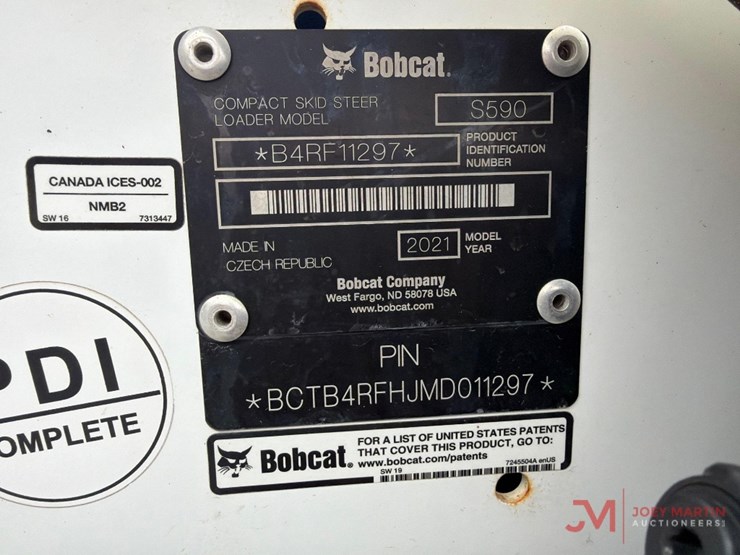 Bobcat.
COMPACT SKID STEER
LOADER MODEL
S590
*B4RF11297*
PRODUCT
IDENTIFICATION
NUMBER
MADE IN
CZECH REPUBLIC
2021
MODEL
YEAR
Bobcat Company
West Fargo, ND 58078 USA
www.bobcat.com
PIN
*BCTB4RFHJMD011297*
CANADA ICES-002
NMB2
SW 16
7313447
PDI
OMPLETE
Bobcat.
FOR A LIST OF UNITED STATES PATENTS
THAT COVER THIS PRODUCT, GO TO:
www.bobcat.com/patents
SW 19
7245504A enUS
JM
JOEY MARTIN
AUCTIONEERS